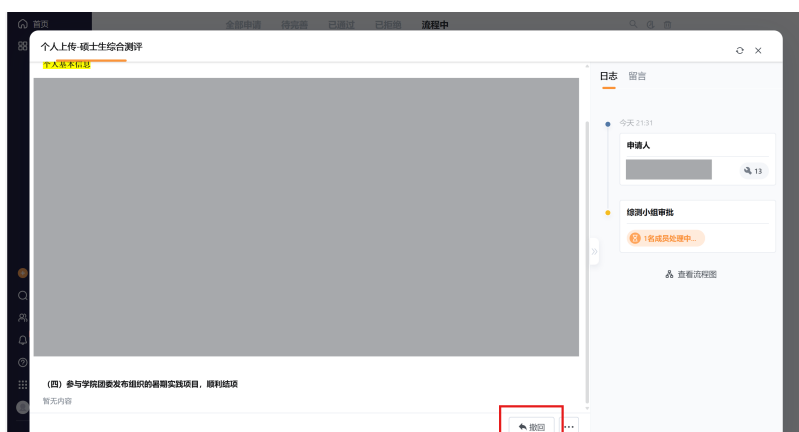 首页
全部申请 待完善 已通过 已拒绝 流程中
个人上传-硕士生综合测评
个人基本信息
日志 留言
今天 21:31
申请人
13
综测小组审批
1名成员处理中...
查看流程图
(四) 参与学院团委发布组织的暑期实践项目，顺利结项
暂无内容
撤回